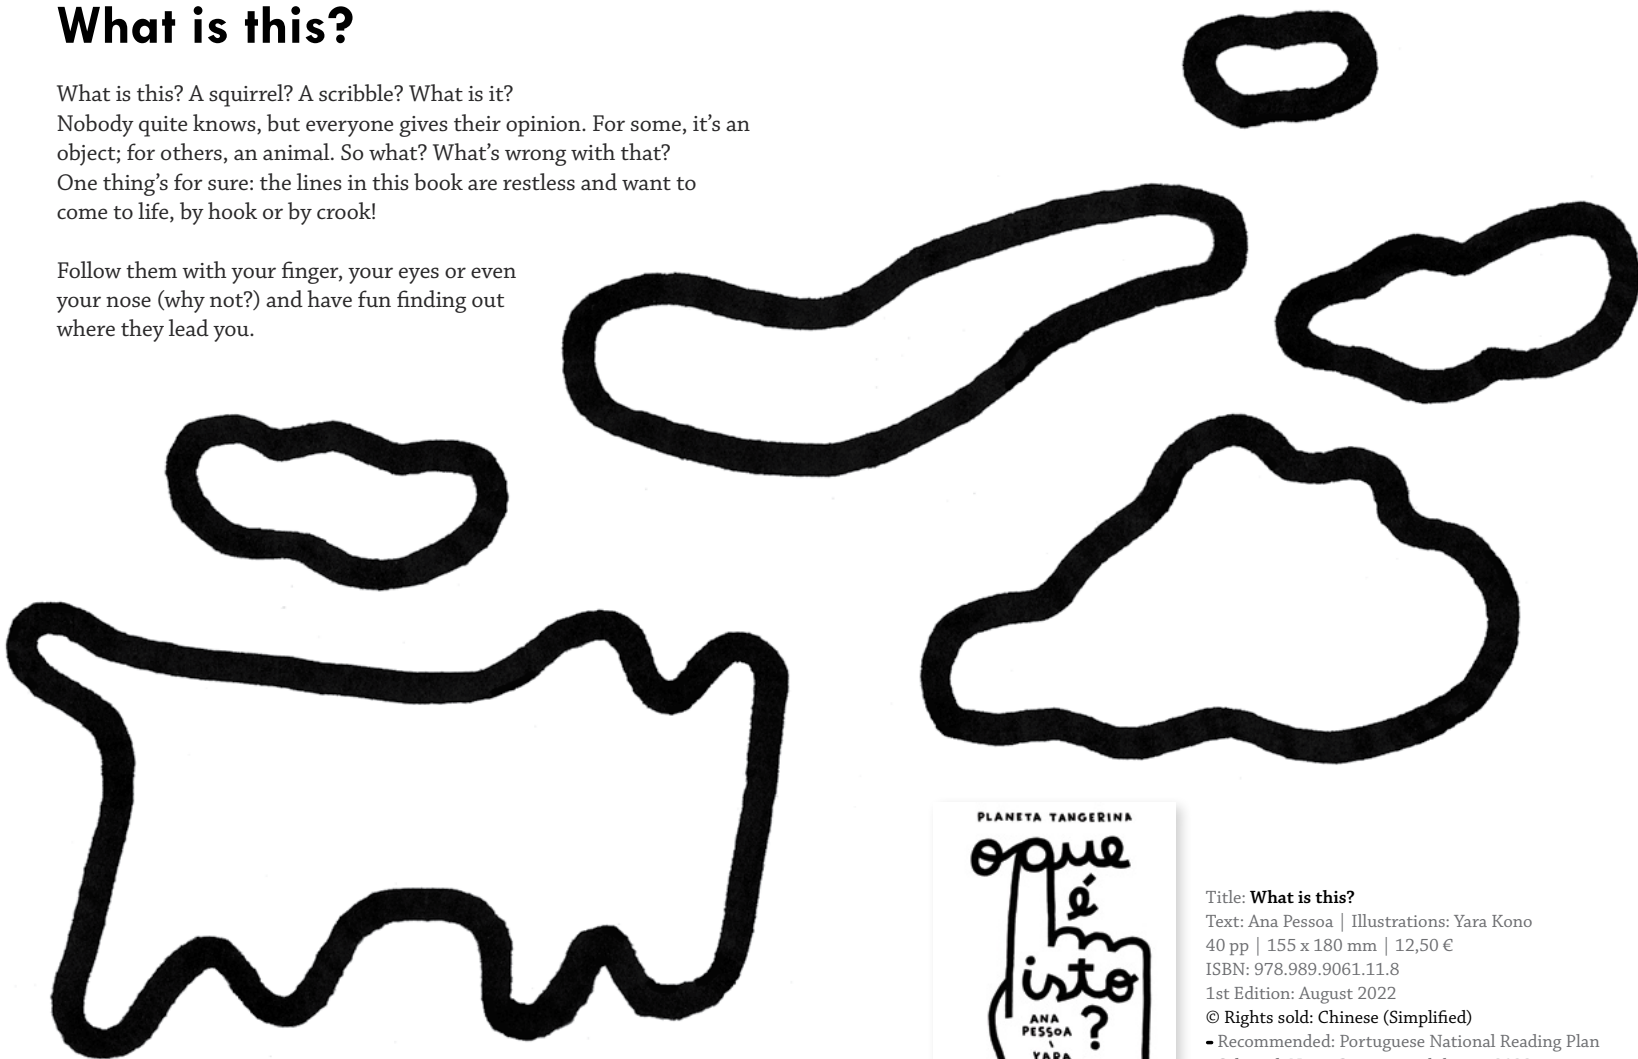 What is this?
What is this? A squirrel? A scribble? What is it?
Nobody quite knows, but everyone gives their opinion. For some, it’s an
object; for others, an animal. So what? What’s wrong with that?
One thing’s for sure: the lines in this book are restless and want to
come to life, by hook or by crook!
Follow them with your finger, your eyes or even
your nose (why not?) and have fun finding out
where they lead you.
PLANETA TANGERINA
o que
é
isto
?
ANA
PESSOA
\
YARA
Title: What is this?
Text: Ana Pessoa | Illustrations: Yara Kono
40 pp | 155 x 180 mm | 12,50 €
ISBN: 978.989.9061.11.8
1st Edition: August 2022
© Rights sold: Chinese (Simplified)
- Recommended: Portuguese National Reading Plan